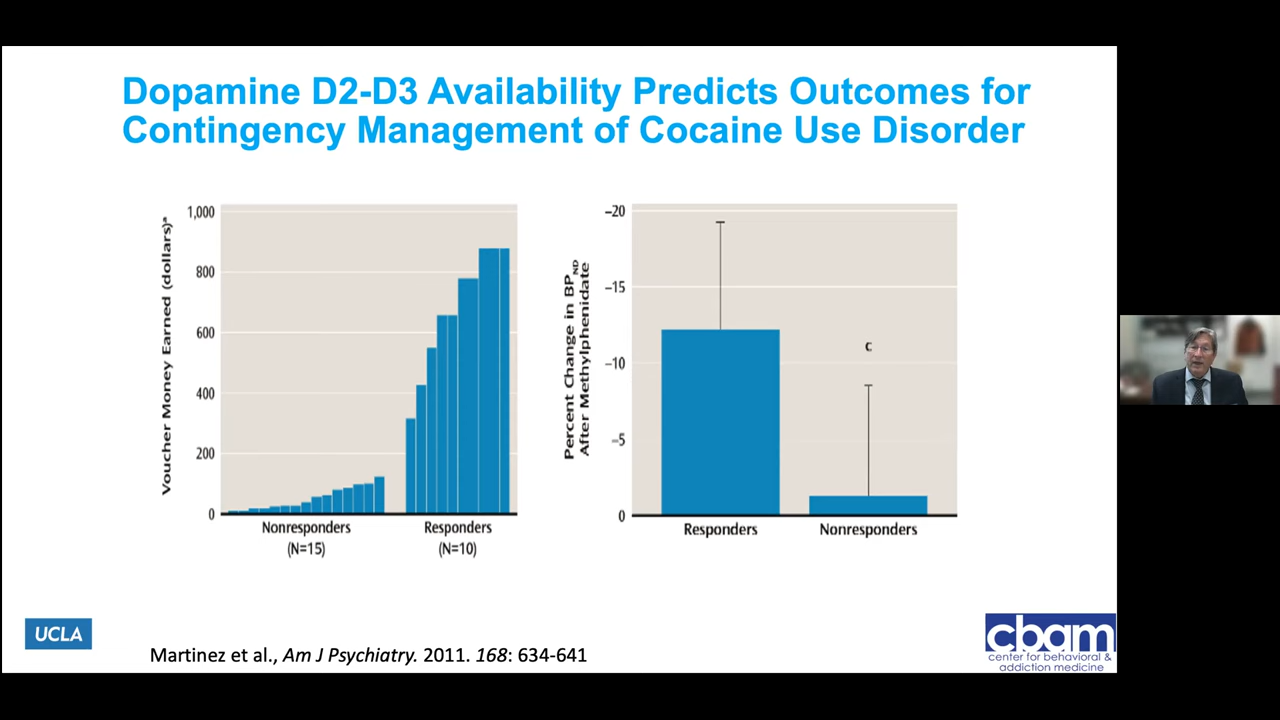 Dopamine D2-D3 Availability Predicts Outcomes for
Contingency Management of Cocaine Use Disorder
Voucher Money Earned (dollars)ª
1,000
800
600
400
200
0
Nonresponders
(N=15)
Responders
(N=10)
Percent Change in BPND
After Methylphenidate
–20
–15
–10
–5
0
c
Responders
Nonresponders
UCLA
Martinez et al., Am J Psychiatry. 2011. 168: 634-641
cbam
center for behavioral &
addiction medicine